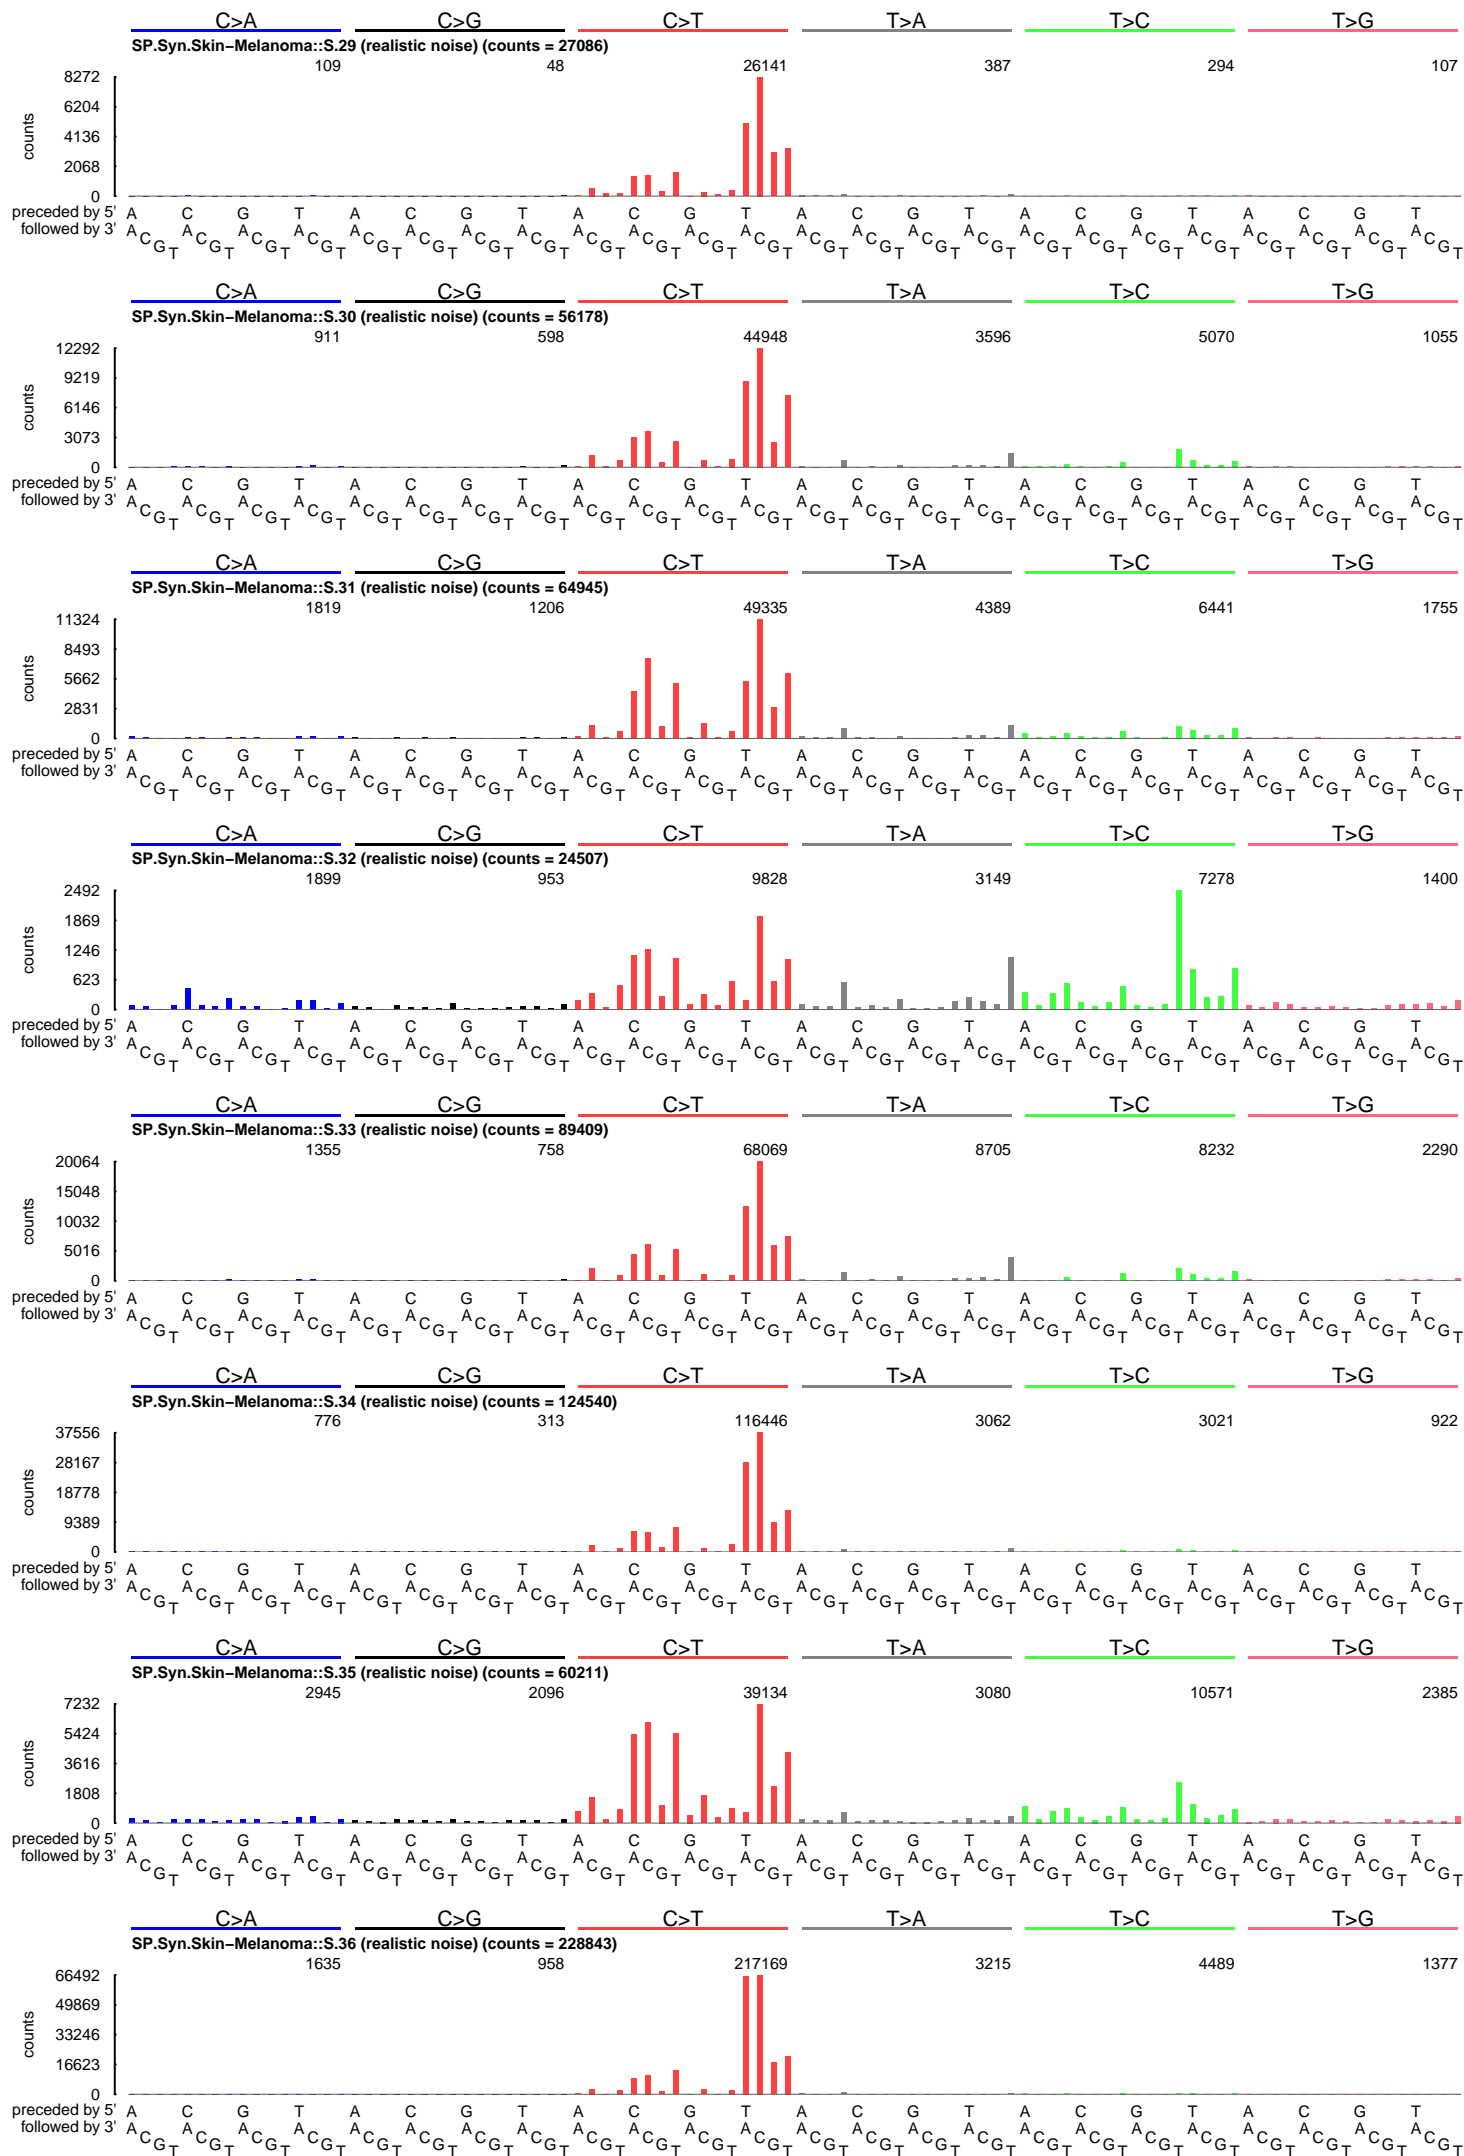 C>A C>G C>T T>A T>C T>G
SP.Syn.Skin−Melanoma::S.29 (realistic noise) (counts = 27086)
109 48 26141 387 294 107
8272
6204
4136
2068
0
counts
preceded by 5' A C G T A C G T A C G T A C G T A C G T A C G T
followed by 3' A C G T A C G T A C G T A C G T A C G T A C G T A C G T A C G T A C G T A C G T A C G T A C G T A C G T A C G T A C G T A C G T A C G T A C G T A C G T A C G T A C G T A C G T A C G T A C G T
C>A C>G C>T T>A T>C T>G
SP.Syn.Skin−Melanoma::S.30 (realistic noise) (counts = 56178)
911 598 44948 3596 5070 1055
12292
9219
6146
3073
0
counts
preceded by 5' A C G T A C G T A C G T A C G T A C G T A C G T
followed by 3' A C G T A C G T A C G T A C G T A C G T A C G T A C G T A C G T A C G T A C G T A C G T A C G T A C G T A C G T A C G T A C G T A C G T A C G T A C G T A C G T A C G T A C G T A C G T A C G T
C>A C>G C>T T>A T>C T>G
SP.Syn.Skin−Melanoma::S.31 (realistic noise) (counts = 64945)
1819 1206 49335 4389 6441 1755
11324
8493
5662
2831
0
counts
preceded by 5' A C G T A C G T A C G T A C G T A C G T A C G T
followed by 3' A C G T A C G T A C G T A C G T A C G T A C G T A C G T A C G T A C G T A C G T A C G T A C G T A C G T A C G T A C G T A C G T A C G T A C G T A C G T A C G T A C G T A C G T A C G T A C G T
C>A C>G C>T T>A T>C T>G
SP.Syn.Skin−Melanoma::S.32 (realistic noise) (counts = 24507)
1899 953 9828 3149 7278 1400
2492
1869
1246
623
0
counts
preceded by 5' A C G T A C G T A C G T A C G T A C G T A C G T
followed by 3' A C G T A C G T A C G T A C G T A C G T A C G T A C G T A C G T A C G T A C G T A C G T A C G T A C G T A C G T A C G T A C G T A C G T A C G T A C G T A C G T A C G T A C G T A C G T A C G T
C>A C>G C>T T>A T>C T>G
SP.Syn.Skin−Melanoma::S.33 (realistic noise) (counts = 89409)
1355 758 68069 8705 8232 2290
20064
15048
10032
5016
0
counts
preceded by 5' A C G T A C G T A C G T A C G T A C G T A C G T
followed by 3' A C G T A C G T A C G T A C G T A C G T A C G T A C G T A C G T A C G T A C G T A C G T A C G T A C G T A C G T A C G T A C G T A C G T A C G T A C G T A C G T A C G T A C G T A C G T A C G T
C>A C>G C>T T>A T>C T>G
SP.Syn.Skin−Melanoma::S.34 (realistic noise) (counts = 124540)
776 313 116446 3062 3021 922
37556
28167
18778
9389
0
counts
preceded by 5' A C G T A C G T A C G T A C G T A C G T A C G T
followed by 3' A C G T A C G T A C G T A C G T A C G T A C G T A C G T A C G T A C G T A C G T A C G T A C G T A C G T A C G T A C G T A C G T A C G T A C G T A C G T A C G T A C G T A C G T A C G T A C G T
C>A C>G C>T T>A T>C T>G
SP.Syn.Skin−Melanoma::S.35 (realistic noise) (counts = 60211)
2945 2096 39134 3080 10571 2385
7232
5424
3616
1808
0
counts
preceded by 5' A C G T A C G T A C G T A C G T A C G T A C G T
followed by 3' A C G T A C G T A C G T A C G T A C G T A C G T A C G T A C G T A C G T A C G T A C G T A C G T A C G T A C G T A C G T A C G T A C G T A C G T A C G T A C G T A C G T A C G T A C G T A C G T
C>A C>G C>T T>A T>C T>G
SP.Syn.Skin−Melanoma::S.36 (realistic noise) (counts = 228843)
1635 958 217169 3215 4489 1377
66492
49869
33246
16623
0
counts
preceded by 5' A C G T A C G T A C G T A C G T A C G T A C G T
followed by 3' A C G T A C G T A C G T A C G T A C G T A C G T A C G T A C G T A C G T A C G T A C G T A C G T A C G T A C G T A C G T A C G T A C G T A C G T A C G T A C G T A C G T A C G T A C G T A C G T